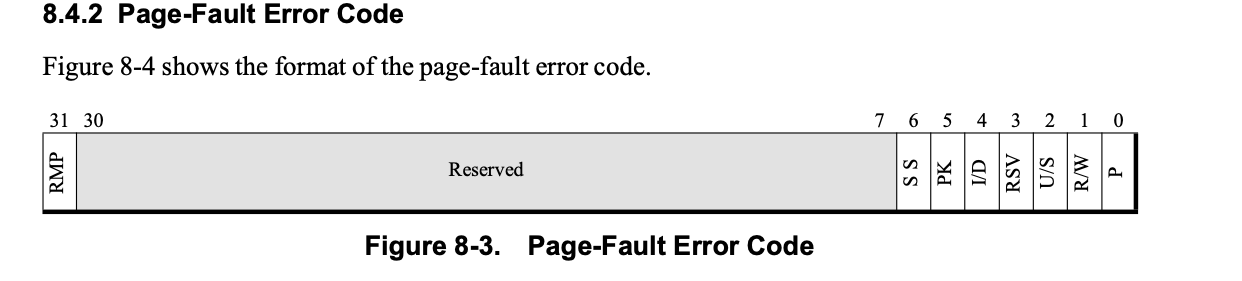 8.4.2 Page-Fault Error Code
Figure 8-4 shows the format of the page-fault error code.
31 30 7 6 5 4 3 2 1 0
RMP Reserved S S PK I/D RSV U/S R/W P
Figure 8-3. Page-Fault Error Code